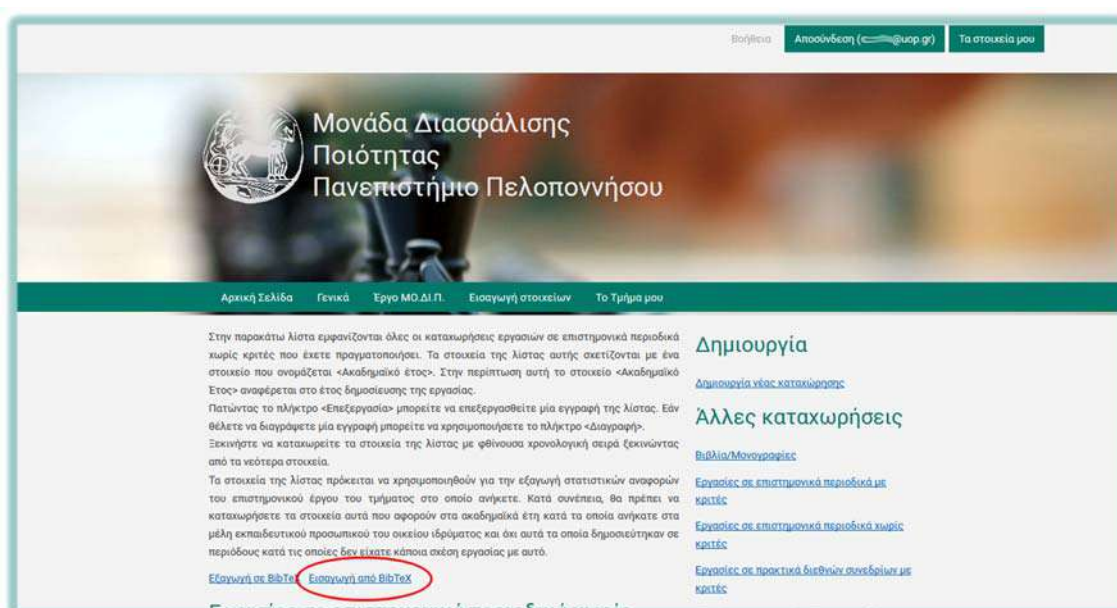 Βοήθεια
Αποσύνδεση ( @uop.gr)
Τα στοιχεία μου
Μονάδα Διασφάλισης
Ποιότητας
Πανεπιστήμιο Πελοποννήσου
Αρχική Σελίδα Γενικά Έργο ΜΟ.ΔΙ.Π. Εισαγωγή στοιχείων Το Τμήμα μου
Στην παρακάτω λίστα εμφανίζονται όλες οι καταχωρήσεις εργασιών σε επιστημονικά περιοδικά
χωρίς κριτές που έχετε πραγματοποιήσει. Τα στοιχεία της λίστας αυτής σχετίζονται με ένα
στοιχείο που ονομάζεται <Ακαδημαϊκό έτος>. Στην περίπτωση αυτή το στοιχείο <Ακαδημαϊκό
Έτος> αναφέρεται στο έτος δημοσίευσης της εργασίας.
Πατώντας το πλήκτρο <Επεξεργασία> μπορείτε να επεξεργασθείτε μία εγγραφή της λίστας. Εάν
θέλετε να διαγράψετε μία εγγραφή μπορείτε να χρησιμοποιήσετε το πλήκτρο <Διαγραφή>.
Ξεκινήστε να καταχωρείτε τα στοιχεία της λίστας με φθίνουσα χρονολογική σειρά ξεκινώντας
από τα νεότερα στοιχεία.
Τα στοιχεία της λίστας πρόκειται να χρησιμοποιηθούν για την εξαγωγή στατιστικών αναφορών
του επιστημονικού έργου του τμήματος στο οποίο ανήκετε. Κατά συνέπεια, θα πρέπει να
καταχωρήσετε τα στοιχεία αυτά που αφορούν στα ακαδημαϊκά έτη κατά τα οποία ανήκατε στα
μέλη εκπαιδευτικού προσωπικού του οικείου ιδρύματος και όχι αυτά τα οποία δημοσιεύτηκαν σε
περιόδους κατά τις οποίες δεν είχατε κάποια σχέση εργασίας με αυτό.
Εξαγωγή σε BibTeX Εισαγωγή από BibTeX
Δημιουργία
Δημιουργία νέας καταχώρησης
Άλλες καταχωρήσεις
Βιβλία/Μονογραφίες
Εργασίες σε επιστημονικά περιοδικά με
κριτές
Εργασίες σε επιστημονικά περιοδικά χωρίς
κριτές
Εργασίες σε πρακτικά διεθνών συνεδρίων με
κριτές